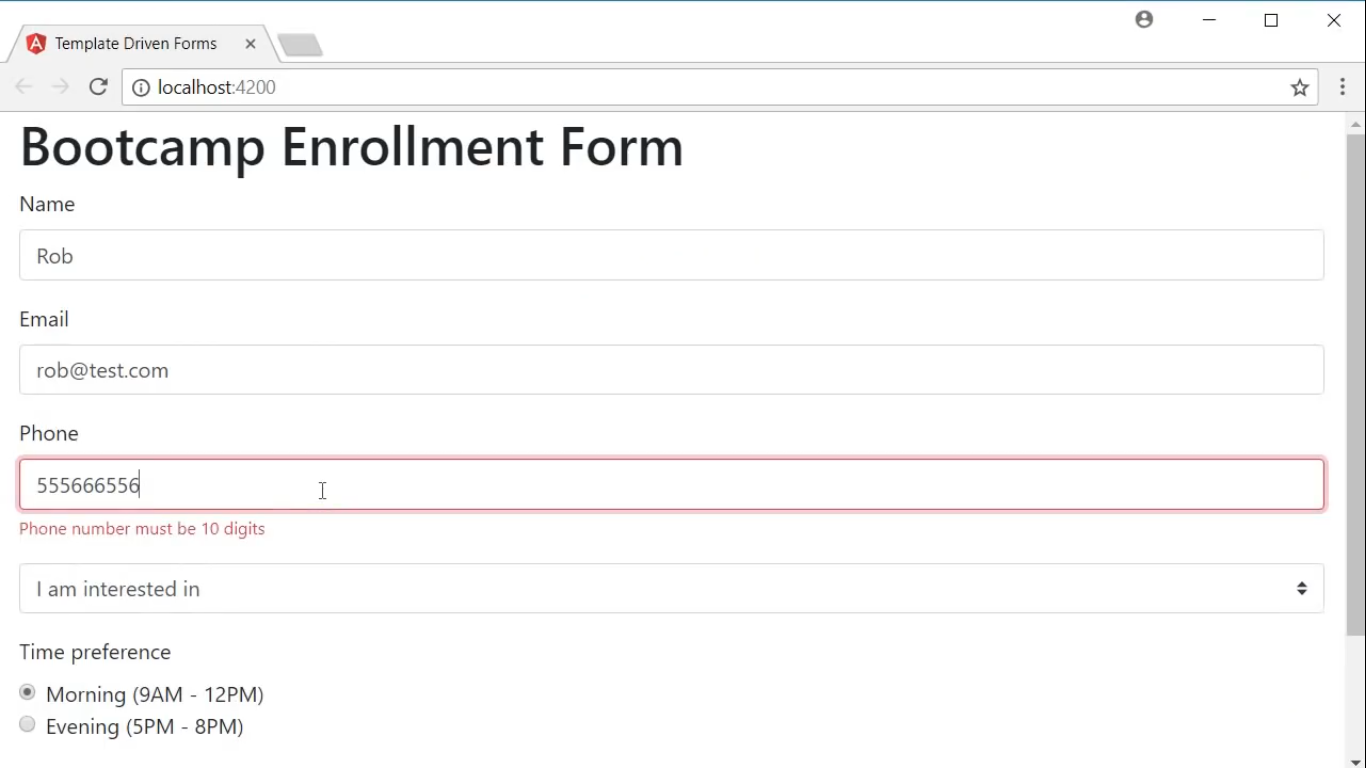 Template Driven Forms
localhost:4200
Bootcamp Enrollment Form
Name
Rob
Email
rob@test.com
Phone
555666556
Phone number must be 10 digits
I am interested in
Time preference
Morning (9AM - 12PM)
Evening (5PM - 8PM)